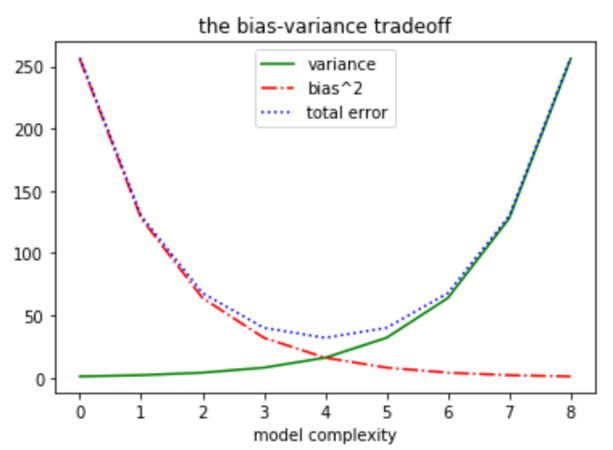 the bias-variance tradeoff
variance
bias^2
total error
250
200
150
100
50
0
0 1 2 3 4 5 6 7 8
model complexity